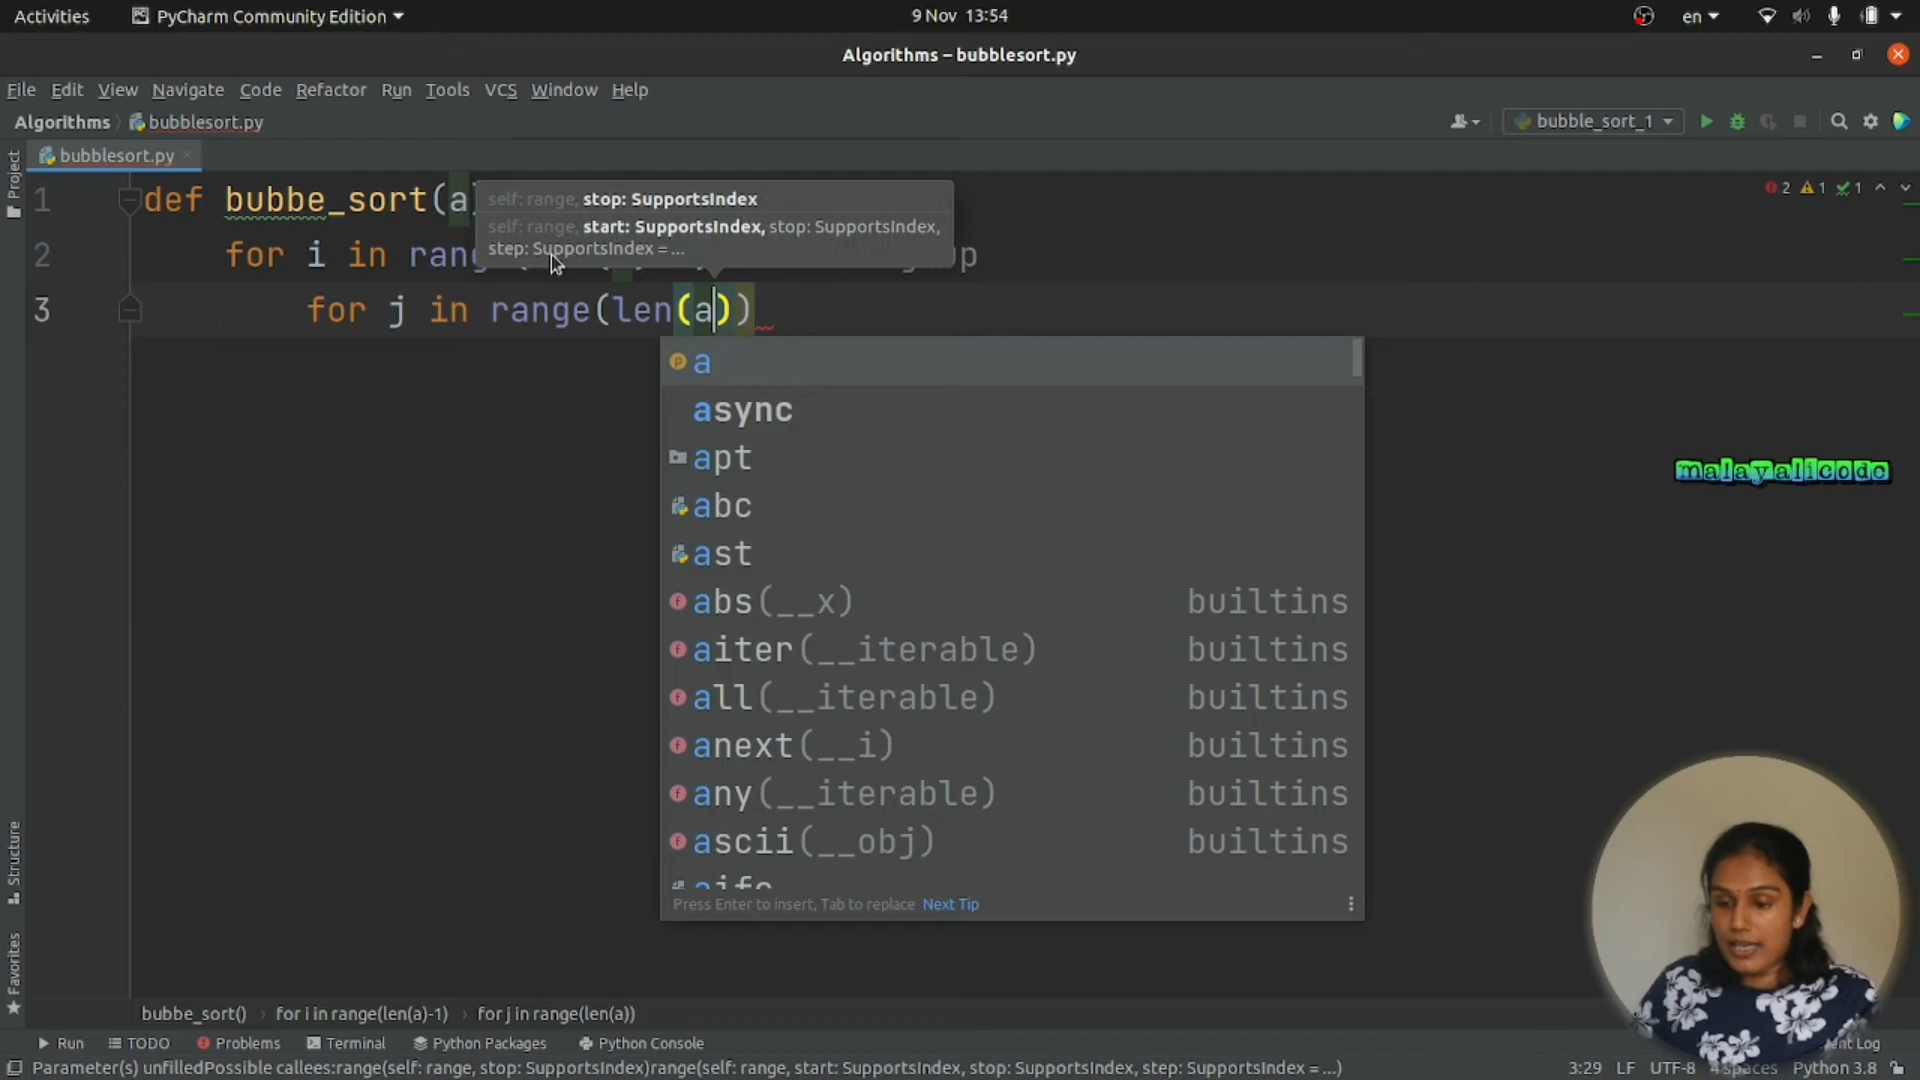 Activities PyCharm Community Edition 9 Nov 13:54 en
Algorithms – bubblesort.py
File Edit View Navigate Code Refactor Run Tools VCS Window Help
Algorithms bubblesort.py bubble_sort_1
Project
bubblesort.py
1 def bubbe_sort(a
self: range, stop: SupportsIndex
2 1 1
self: range, start: SupportsIndex, stop: SupportsIndex,
step: SupportsIndex = ...
2 for i in rang
3 for j in range(len(a))
a
async
apt
abc
ast
abs(__x) builtins
aiter(__iterable) builtins
all(__iterable) builtins
anext(__i) builtins
any(__iterable) builtins
ascii(__obj) builtins
Press Enter to insert, Tab to replace Next Tip
malayalicode
Structure
Favorites
bubbe_sort() for i in range(len(a)-1) for j in range(len(a))
Run TODO Problems Terminal Python Packages Python Console Log
Parameter(s) unfilledPossible callees:range(self: range, stop: SupportsIndex)range(self: range, start: SupportsIndex, stop: SupportsIndex, step: SupportsIndex = ...) 3:29 LF UTF-8 4 spaces Python 3.8